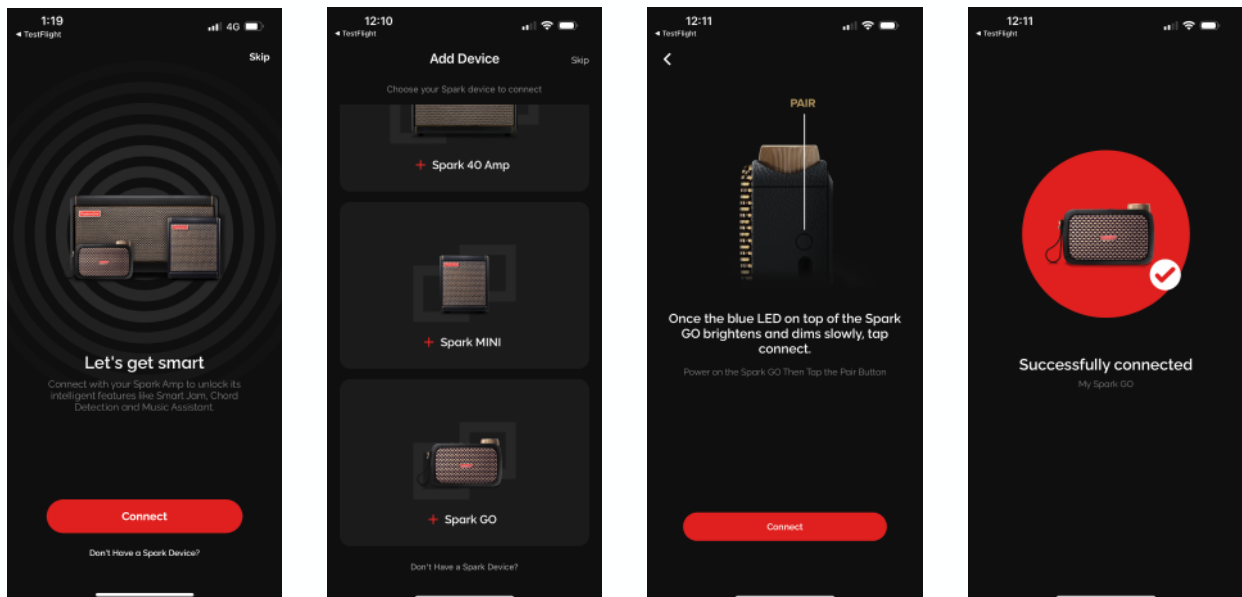 1:19
4G
◄ TestFlight
Skip
Let's get smart
Connect with your Spark Amp to unlock its
intelligent features like Smart Jam, Chord
Detection and Music Assistant.
Connect
Don't Have a Spark Device?
12:10
◄ TestFlight
Add Device
Skip
Choose your Spark device to connect
+ Spark 40 Amp
+ Spark MINI
+ Spark GO
Don't Have a Spark Device?
12:11
◄ TestFlight
PAIR
Once the blue LED on top of the Spark
GO brightens and dims slowly, tap
connect.
Power on the Spark GO Then Tap the Pair Button
Connect
12:11
◄ TestFlight
Successfully connected
My Spark GO